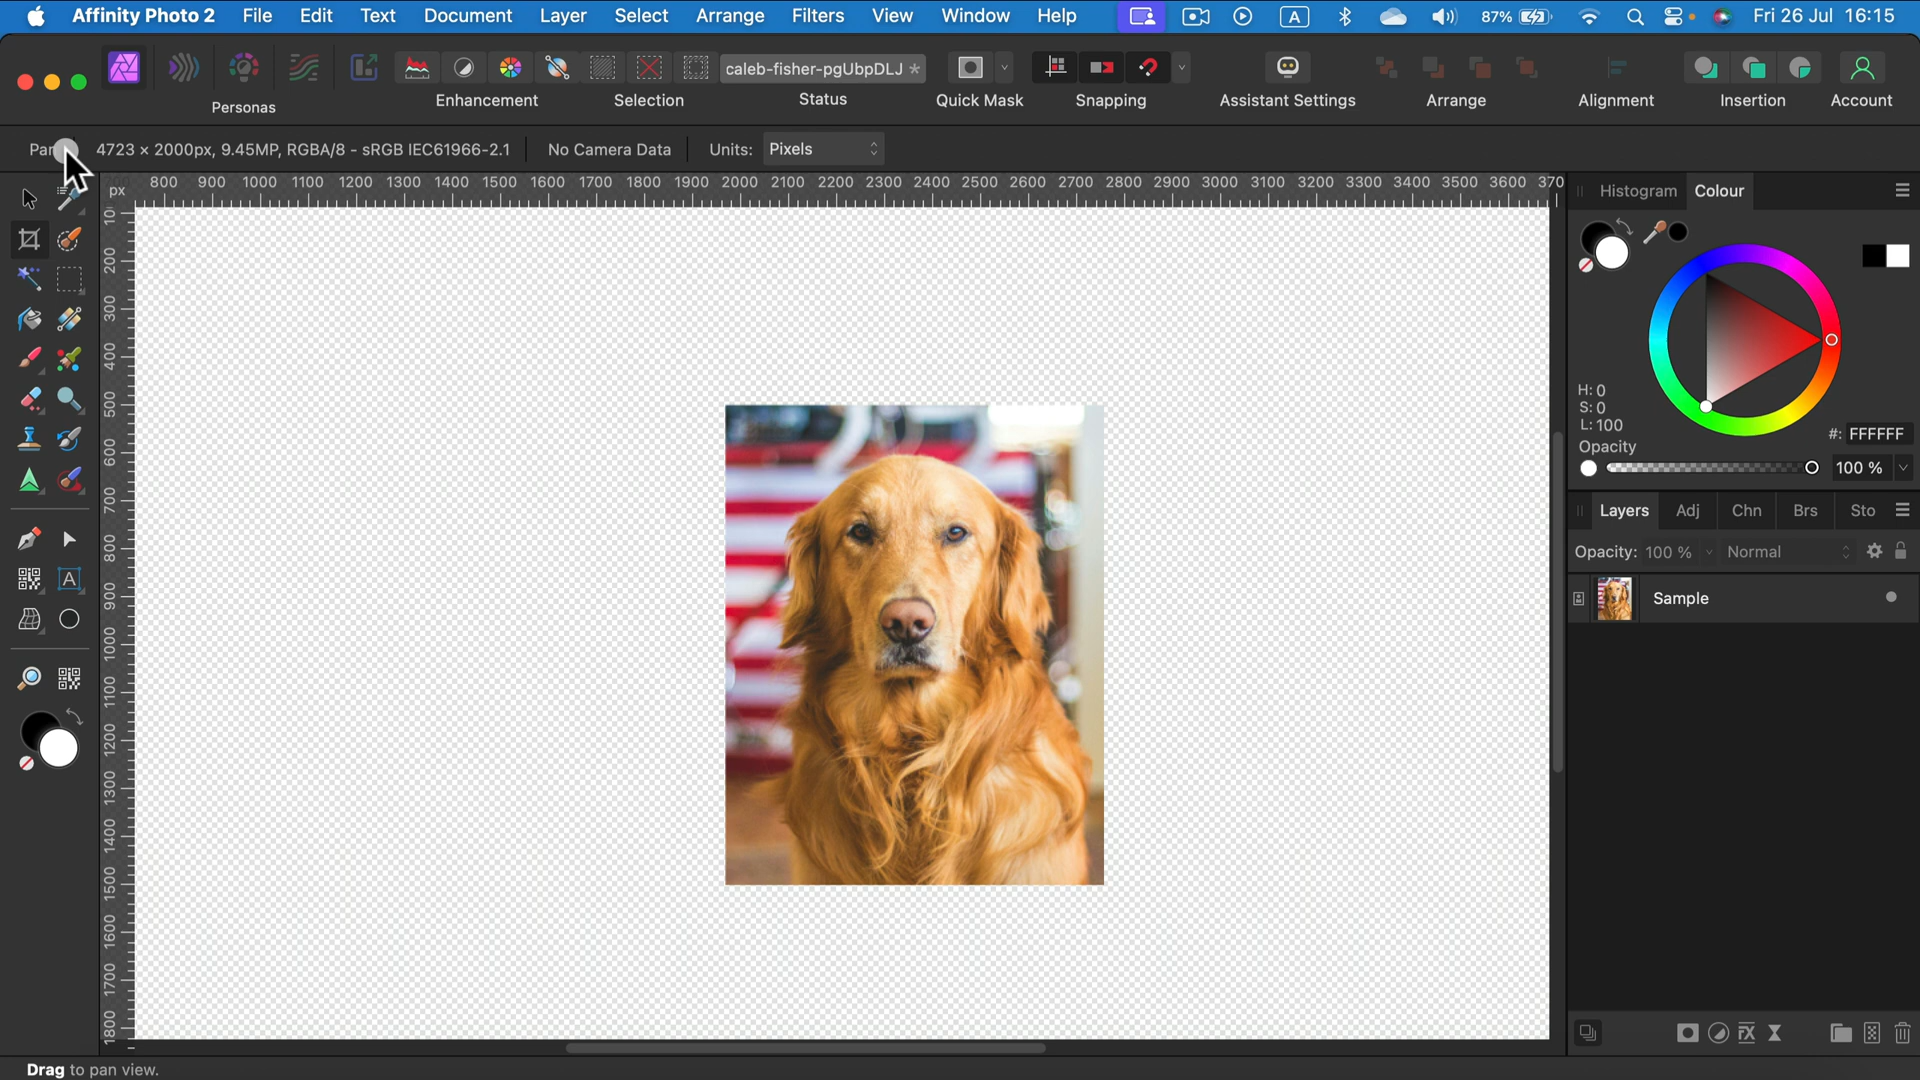 Affinity Photo 2 File Edit Text Document Layer Select Arrange Filters View Window Help A 87% Fri 26 Jul 16:15
caleb-fisher-pgUbpDLJ *
Personas Enhancement Selection Status Quick Mask Snapping Assistant Settings Arrange Alignment Insertion Account
4723 × 2000px, 9.45MP, RGBA/8 - sRGB IEC61966-2.1 No Camera Data Units: Pixels
px 800 900 1000 1100 1200 1300 1400 1500 1600 1700 1800 1900 2000 2100 2200 2300 2400 2500 2600 2700 2800 2900 3000 3100 3200 3300 3400 3500 3600 370
10
200
300
400
500
600
700
800
900
1000
1100
1200
1300
1400
1500
1600
1700
1800
A
Histogram Colour
H: 0
S: 0
L: 100
#: FFFFFF
Opacity
100 %
Layers Adj Chn Brs Sto
Opacity: 100 % Normal
Sample
FX
Drag to pan view.